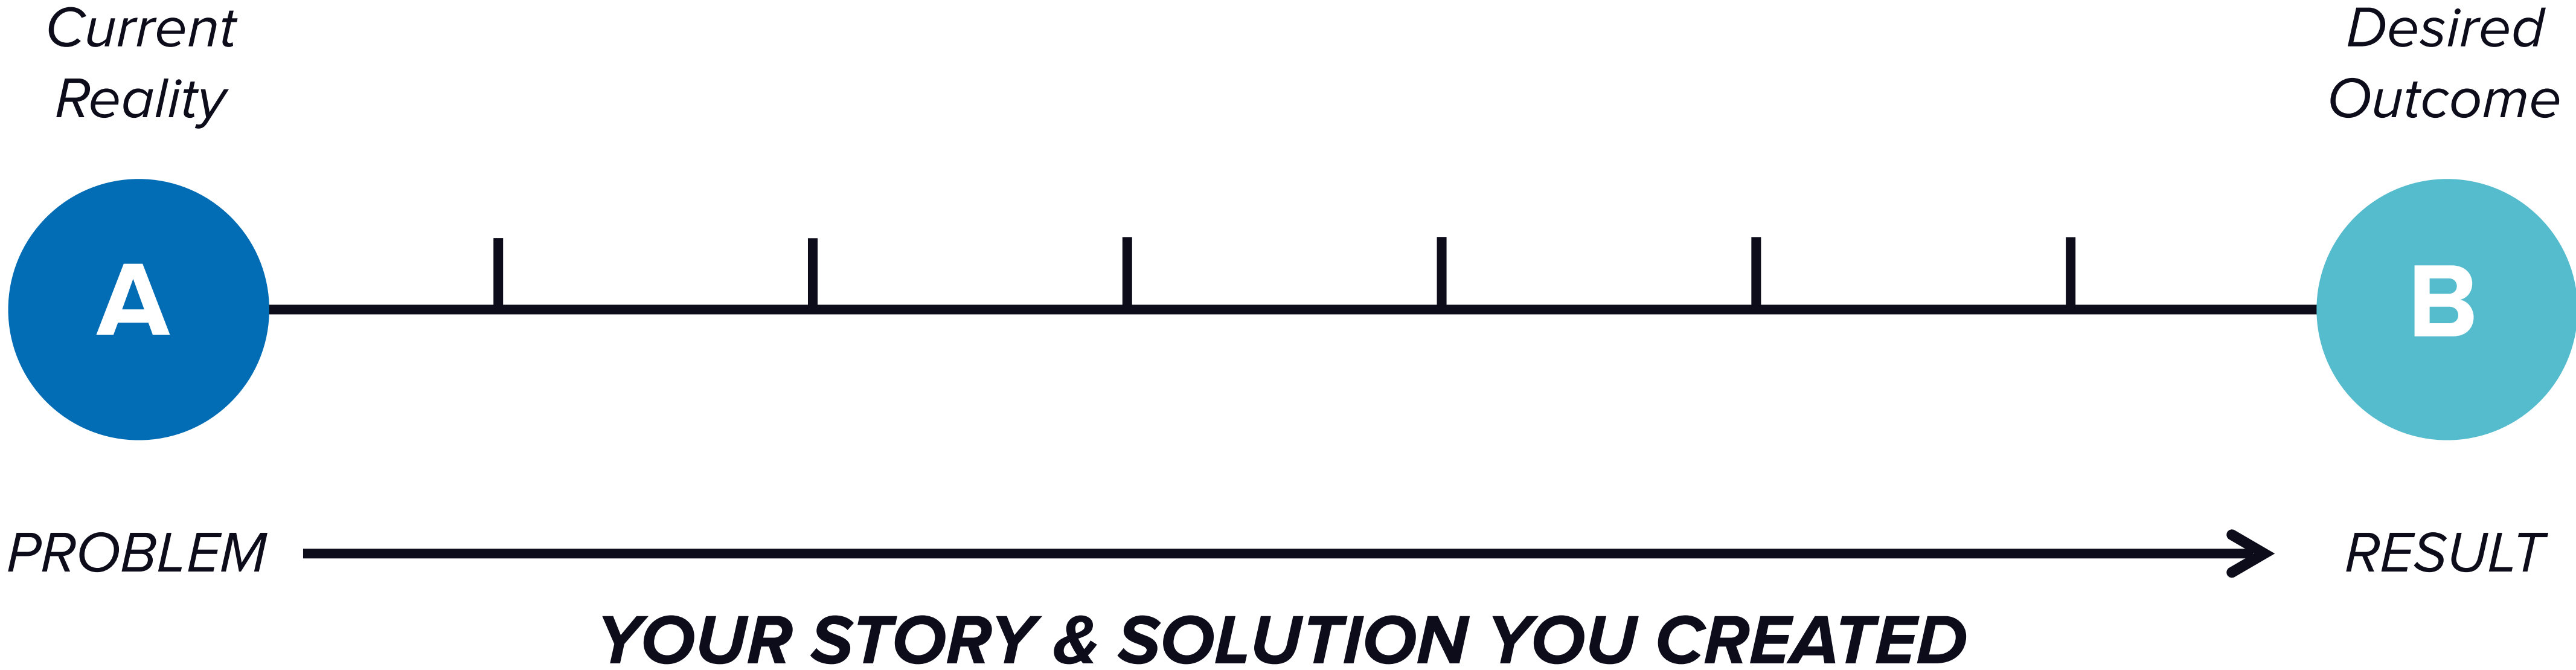 Current
Reality
Desired
Outcome
A
B
PROBLEM
RESULT
YOUR STORY & SOLUTION YOU CREATED